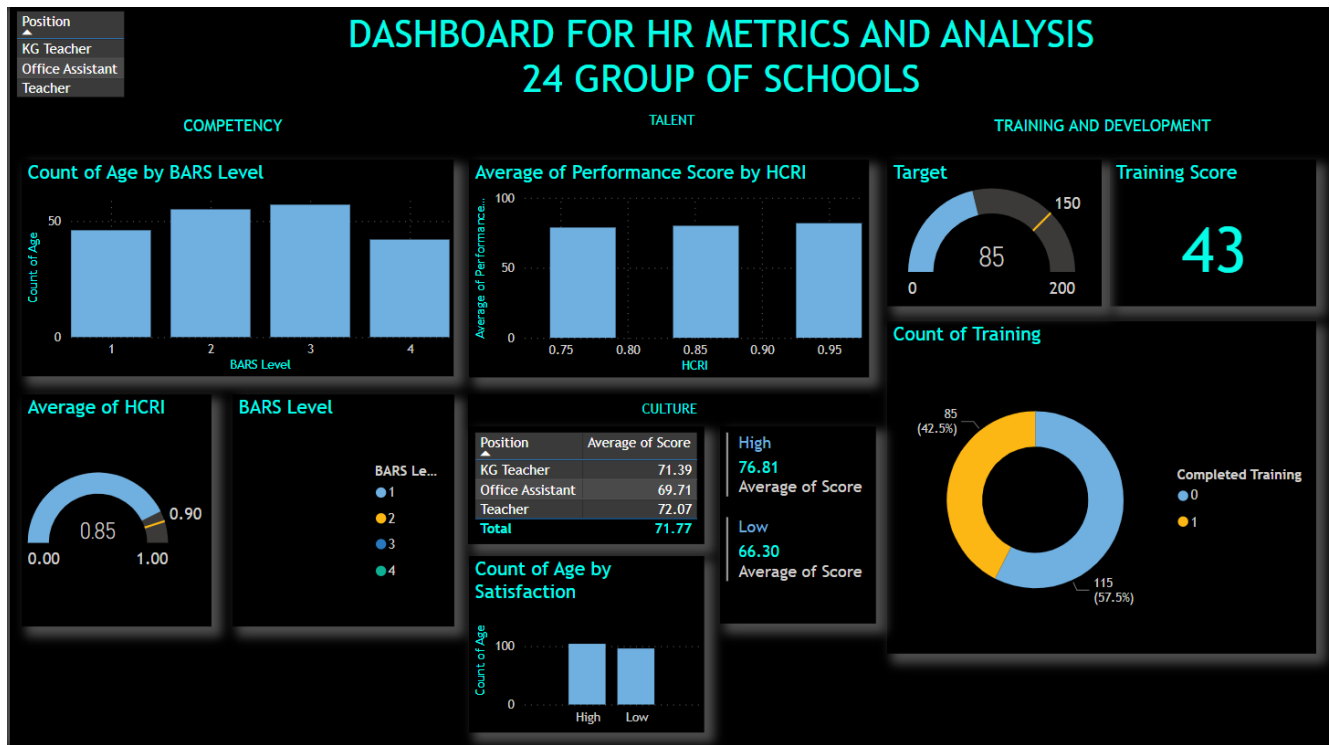 Position
KG Teacher
Office Assistant
Teacher
DASHBOARD FOR HR METRICS AND ANALYSIS
24 GROUP OF SCHOOLS
COMPETENCY
TALENT
TRAINING AND DEVELOPMENT
Count of Age by BARS Level
50
0
Count of Age
1 2 3 4
BARS Level
Average of Performance Score by HCRI
100
50
0
Average of Performance...
0.75 0.80 0.85 0.90 0.95
HCRI
Target
150
85
0 200
Training Score
43
Average of HCRI
0.90
0.85
0.00 1.00
BARS Level
BARS Le...
1
2
3
4
CULTURE
Position Average of Score
KG Teacher 71.39
Office Assistant 69.71
Teacher 72.07
Total 71.77
High
76.81
Average of Score
Low
66.30
Average of Score
Count of Age by
Satisfaction
100
0
Count of Age
High Low
Count of Training
85
(42.5%)
115
(57.5%)
Completed Training
0
1